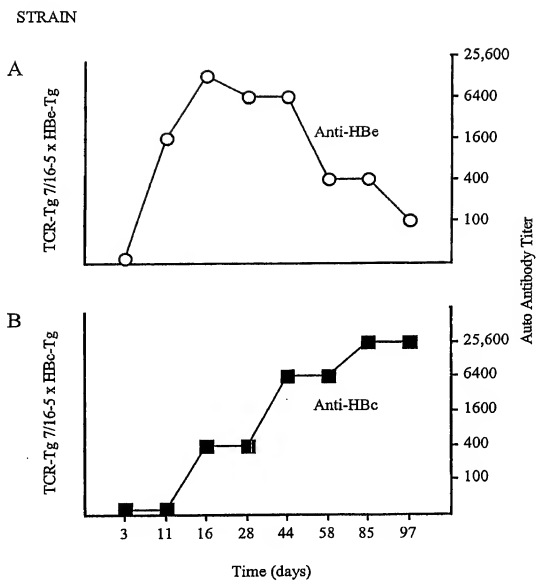 STRAIN
A
TCR-Tg 7/16-5 x HBe-Tg
Anti-HBe
25,600
6400
1600
400
100
Auto Antibody Titer
B
TCR-Tg 7/16-5 x HBc-Tg
Anti-HBc
25,600
6400
1600
400
100
3 11 16 28 44 58 85 97
Time (days)